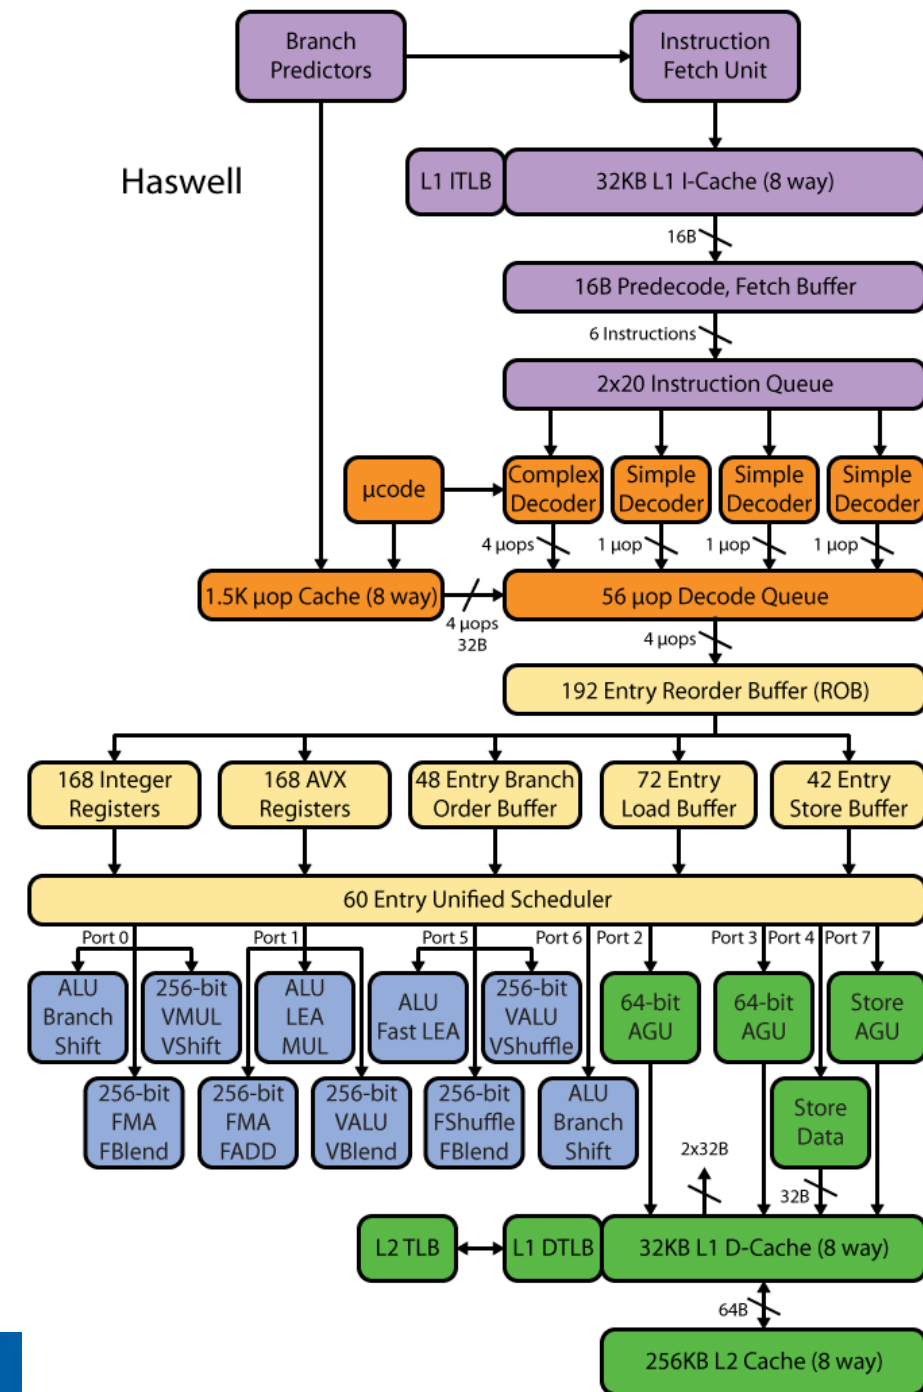 Branch
Predictors
Instruction
Fetch Unit
Haswell
L1 ITLB
32KB L1 I-Cache (8 way)
16B
16B Predecode, Fetch Buffer
6 Instructions
2x20 Instruction Queue
µcode
Complex
Decoder
Simple
Decoder
Simple
Decoder
Simple
Decoder
4 µops
1 µop
1 µop
1 µop
1.5K µop Cache (8 way)
4 µops
32B
56 µop Decode Queue
4 µops
192 Entry Reorder Buffer (ROB)
168 Integer
Registers
168 AVX
Registers
48 Entry Branch
Order Buffer
72 Entry
Load Buffer
42 Entry
Store Buffer
60 Entry Unified Scheduler
Port 0
Port 1
Port 5
Port 6
Port 2
Port 3
Port 4
Port 7
ALU
Branch
Shift
256-bit
VMUL
VShift
ALU
LEA
MUL
ALU
Fast LEA
256-bit
VALU
VShuffle
64-bit
AGU
64-bit
AGU
Store
AGU
256-bit
FMA
FBlend
256-bit
FMA
FADD
256-bit
VALU
VBlend
256-bit
FShuffle
FBlend
ALU
Branch
Shift
Store
Data
2x32B
32B
L2 TLB
L1 DTLB
32KB L1 D-Cache (8 way)
64B
256KB L2 Cache (8 way)